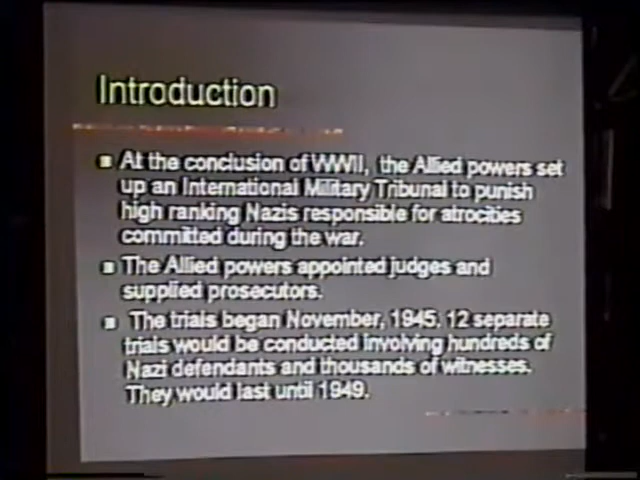 Introduction
At the conclusion of WWII, the Allied powers set
up an International Military Tribunal to punish
high ranking Nazis responsible for atrocities
committed during the war.
The Allied powers appointed judges and
supplied prosecutors.
The trials began November, 1945. 12 separate
trials would be conducted involving hundreds of
Nazi defendants and thousands of witnesses.
They would last until 1949.